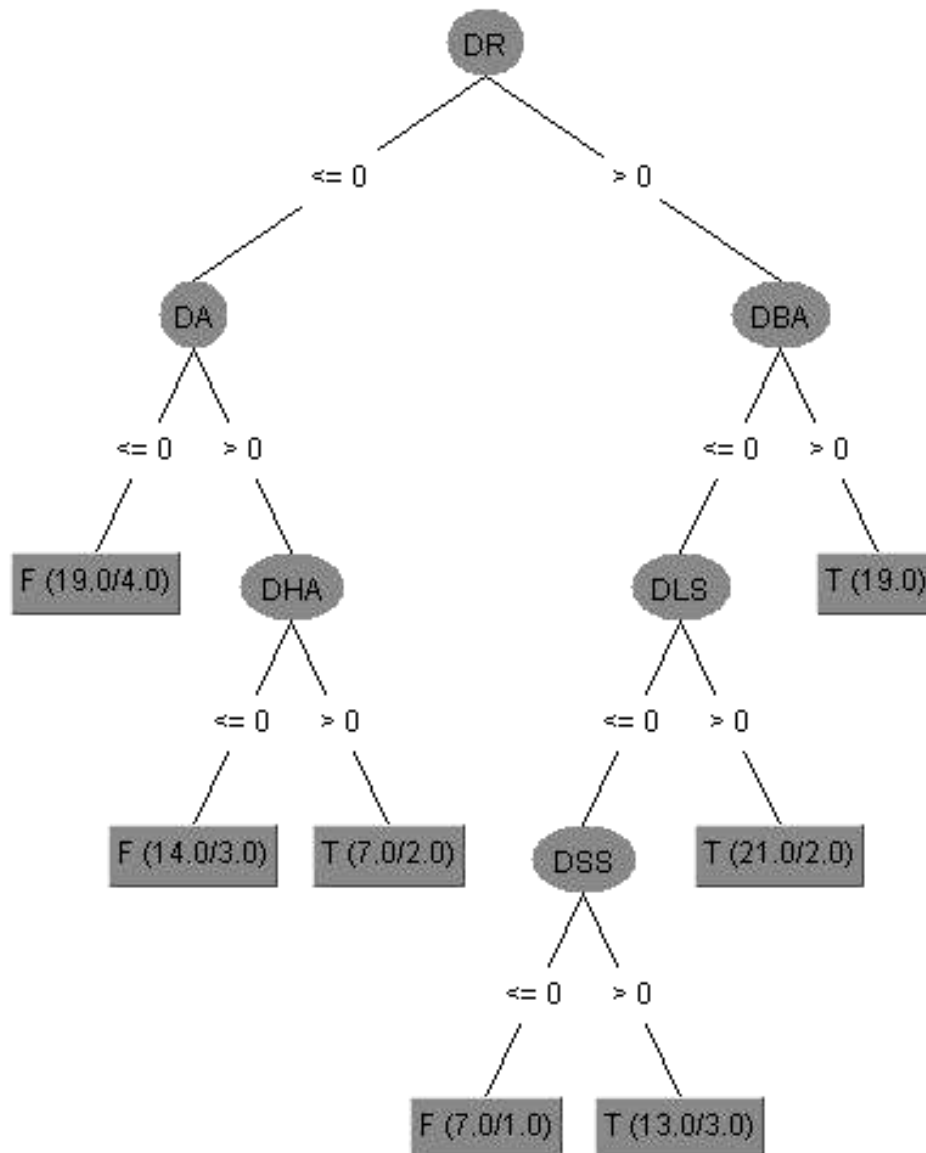 DR
<= 0 > 0
DA DBA
<= 0 > 0 <= 0 > 0
F (19.0/4.0) DHA DLS T (19.0)
<= 0 > 0 <= 0 > 0
F (14.0/3.0) T (7.0/2.0) DSS T (21.0/2.0)
<= 0 > 0
F (7.0/1.0) T (13.0/3.0)